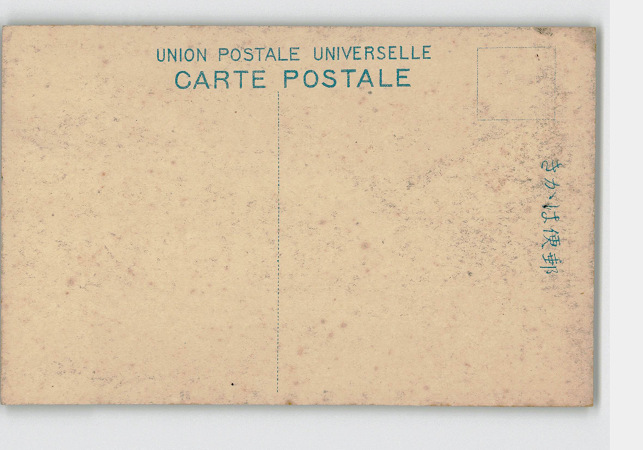 UNION POSTALE UNIVERSELLE
CARTE POSTALE
郵便はがき